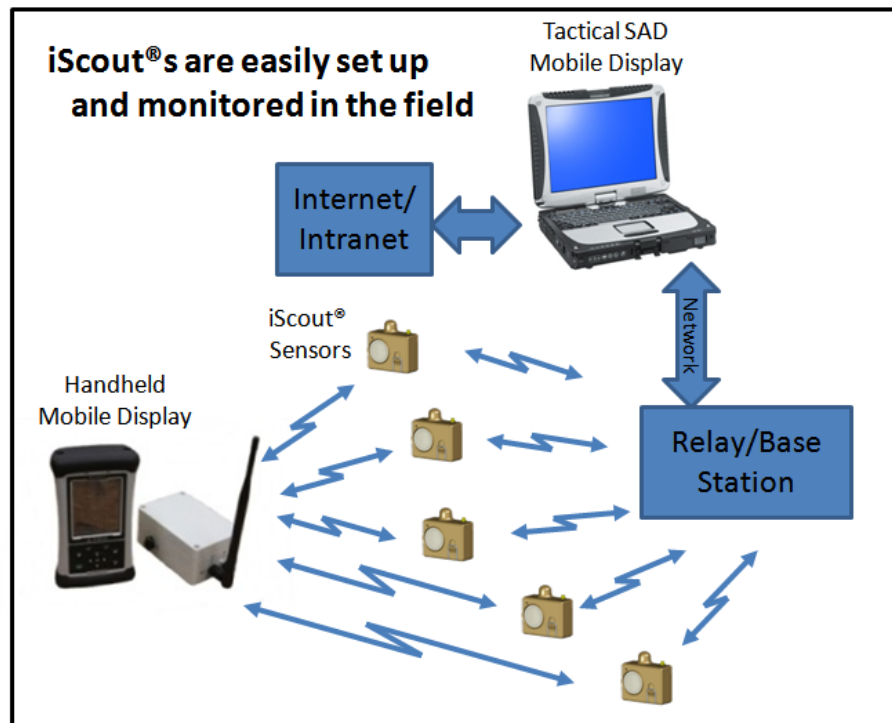 iScout®s are easily set up
and monitored in the field
Tactical SAD
Mobile Display
Internet/
Intranet
Network
iScout®
Sensors
Handheld
Mobile Display
Relay/Base
Station